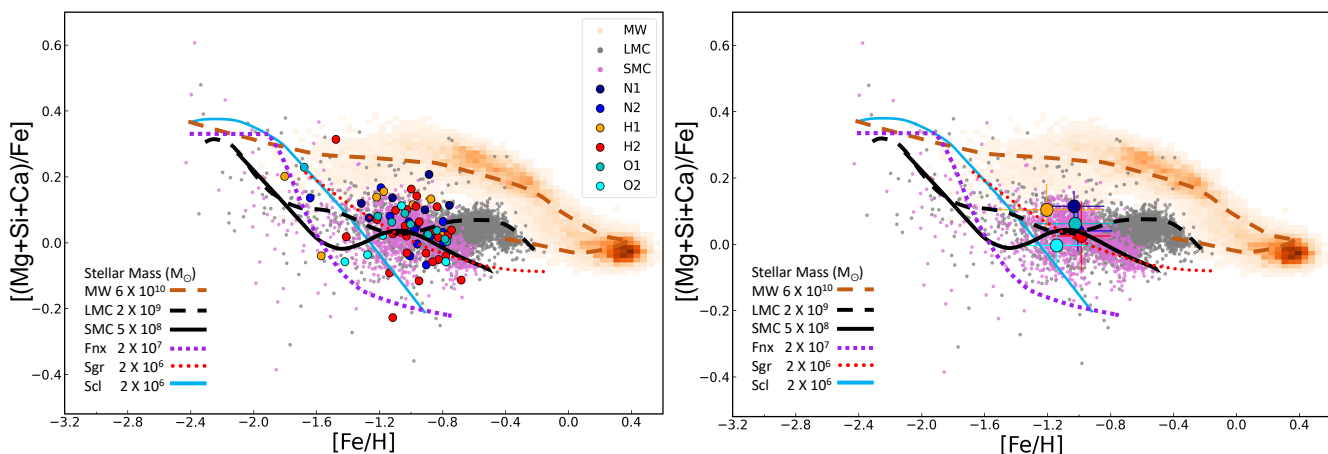 0.6
0.4
0.2
0.0
−0.2
−0.4
[(Mg+Si+Ca)/Fe]
MW
LMC
SMC
N1
N2
H1
H2
O1
O2
Stellar Mass (M⊙)
MW 6 X 10¹⁰
LMC 2 X 10⁹
SMC 5 X 10⁸
Fnx 2 X 10⁷
Sgr 2 X 10⁶
Scl 2 X 10⁶
−3.2 −2.8 −2.4 −2.0 −1.6 −1.2 −0.8 −0.4 0.0 0.4
[Fe/H]
0.6
0.4
0.2
0.0
−0.2
−0.4
[(Mg+Si+Ca)/Fe]
Stellar Mass (M⊙)
MW 6 X 10¹⁰
LMC 2 X 10⁹
SMC 5 X 10⁸
Fnx 2 X 10⁷
Sgr 2 X 10⁶
Scl 2 X 10⁶
−3.2 −2.8 −2.4 −2.0 −1.6 −1.2 −0.8 −0.4 0.0 0.4
[Fe/H]